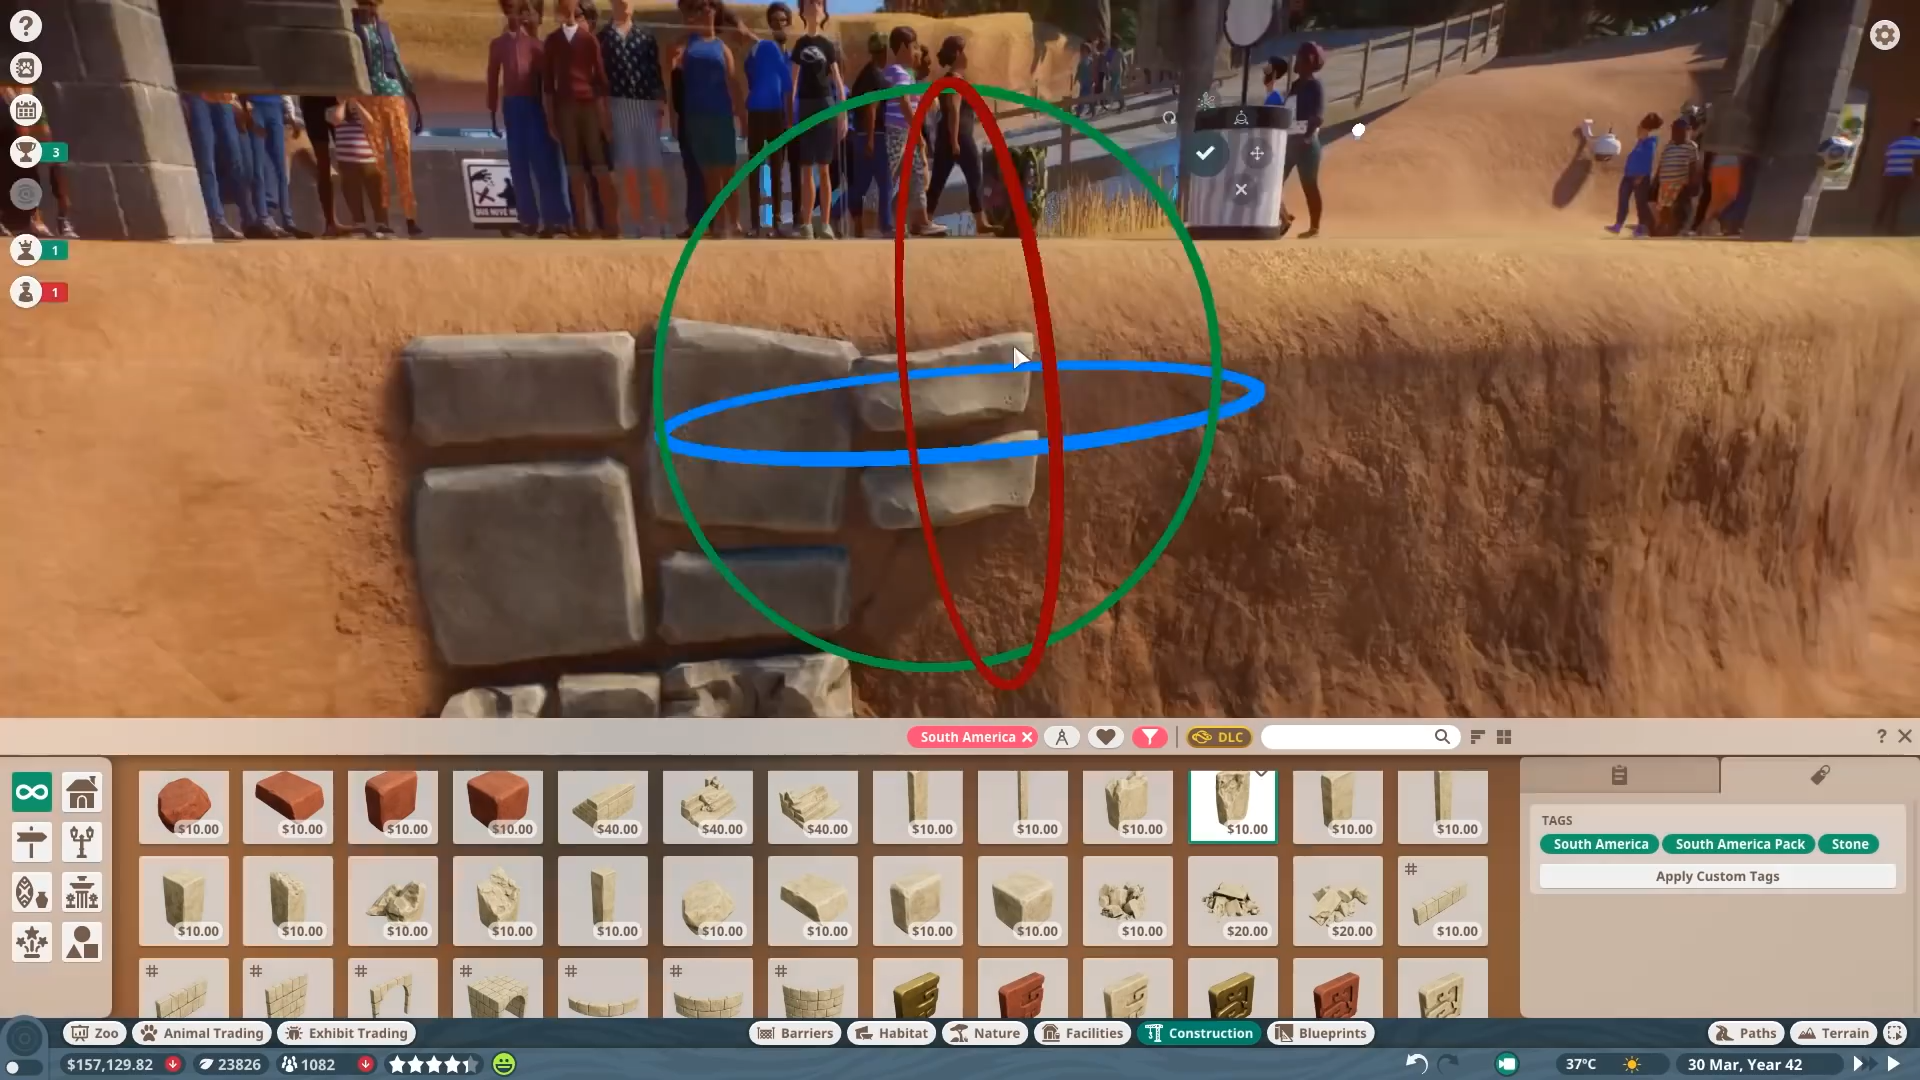 ?
3
1
1
South America ×
DLC
?
$10.00 $10.00 $10.00 $10.00 $40.00 $40.00 $40.00 $10.00 $10.00 $10.00 $10.00 $10.00 $10.00
$10.00 $10.00 $10.00 $10.00 $10.00 $10.00 $10.00 $10.00 $10.00 $10.00 $20.00 $20.00 # $10.00
# # # # # # #
TAGS
South America South America Pack Stone
Apply Custom Tags
Zoo Animal Trading Exhibit Trading Barriers Habitat Nature Facilities Construction Blueprints Paths Terrain
$157,129.82 23826 1082 37°C 30 Mar, Year 42